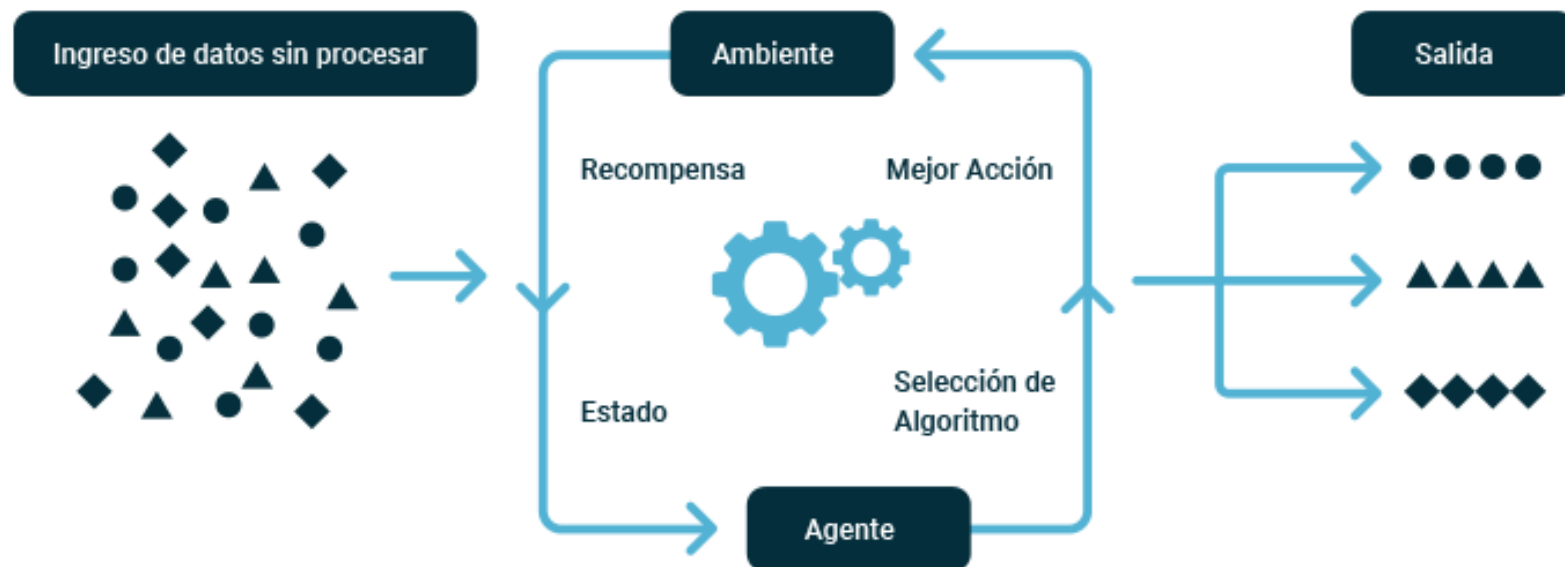 Ingreso de datos sin procesar
Ambiente
Salida
Recompensa
Mejor Acción
Estado
Selección de
Algoritmo
Agente